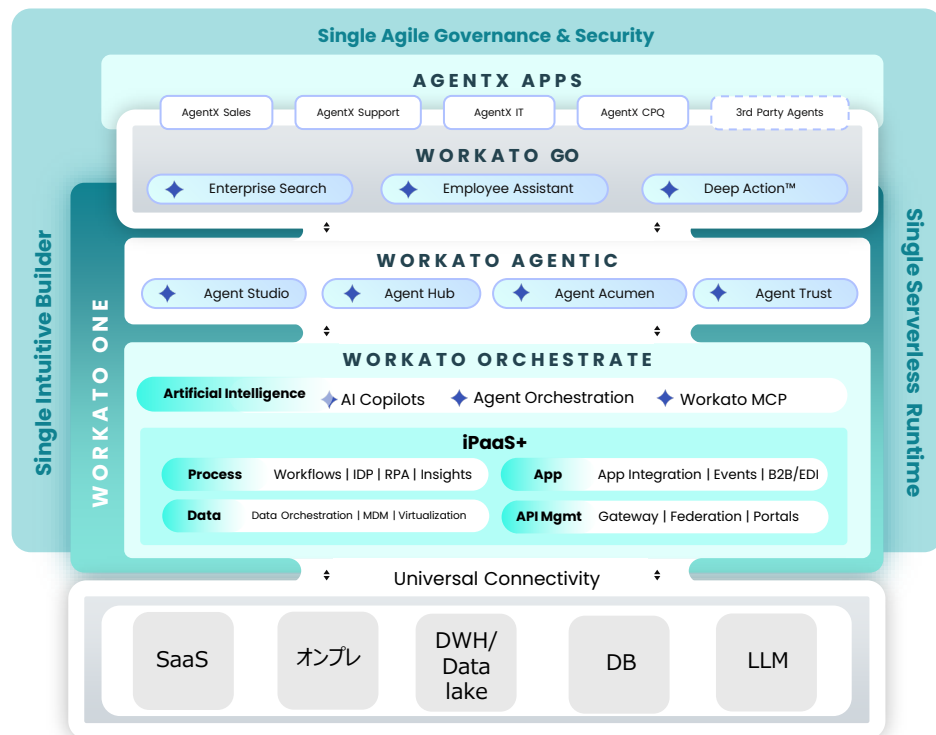 Single Agile Governance & Security
AGENTX APPS
AgentX Sales
AgentX Support
AgentX IT
AgentX CPQ
3rd Party Agents
WORKATO GO
Enterprise Search
Employee Assistant
Deep Action™
Single Intuitive Builder
WORKATO ONE
Single Serverless Runtime
WORKATO AGENTIC
Agent Studio
Agent Hub
Agent Acumen
Agent Trust
WORKATO ORCHESTRATE
Artificial Intelligence
AI Copilots
Agent Orchestration
Workato MCP
iPaaS+
Process
Workflows | IDP | RPA | Insights
App
App Integration | Events | B2B/EDI
Data
Data Orchestration | MDM | Virtualization
API Mgmt
Gateway | Federation | Portals
Universal Connectivity
SaaS
オンプレ
DWH/
Data
lake
DB
LLM